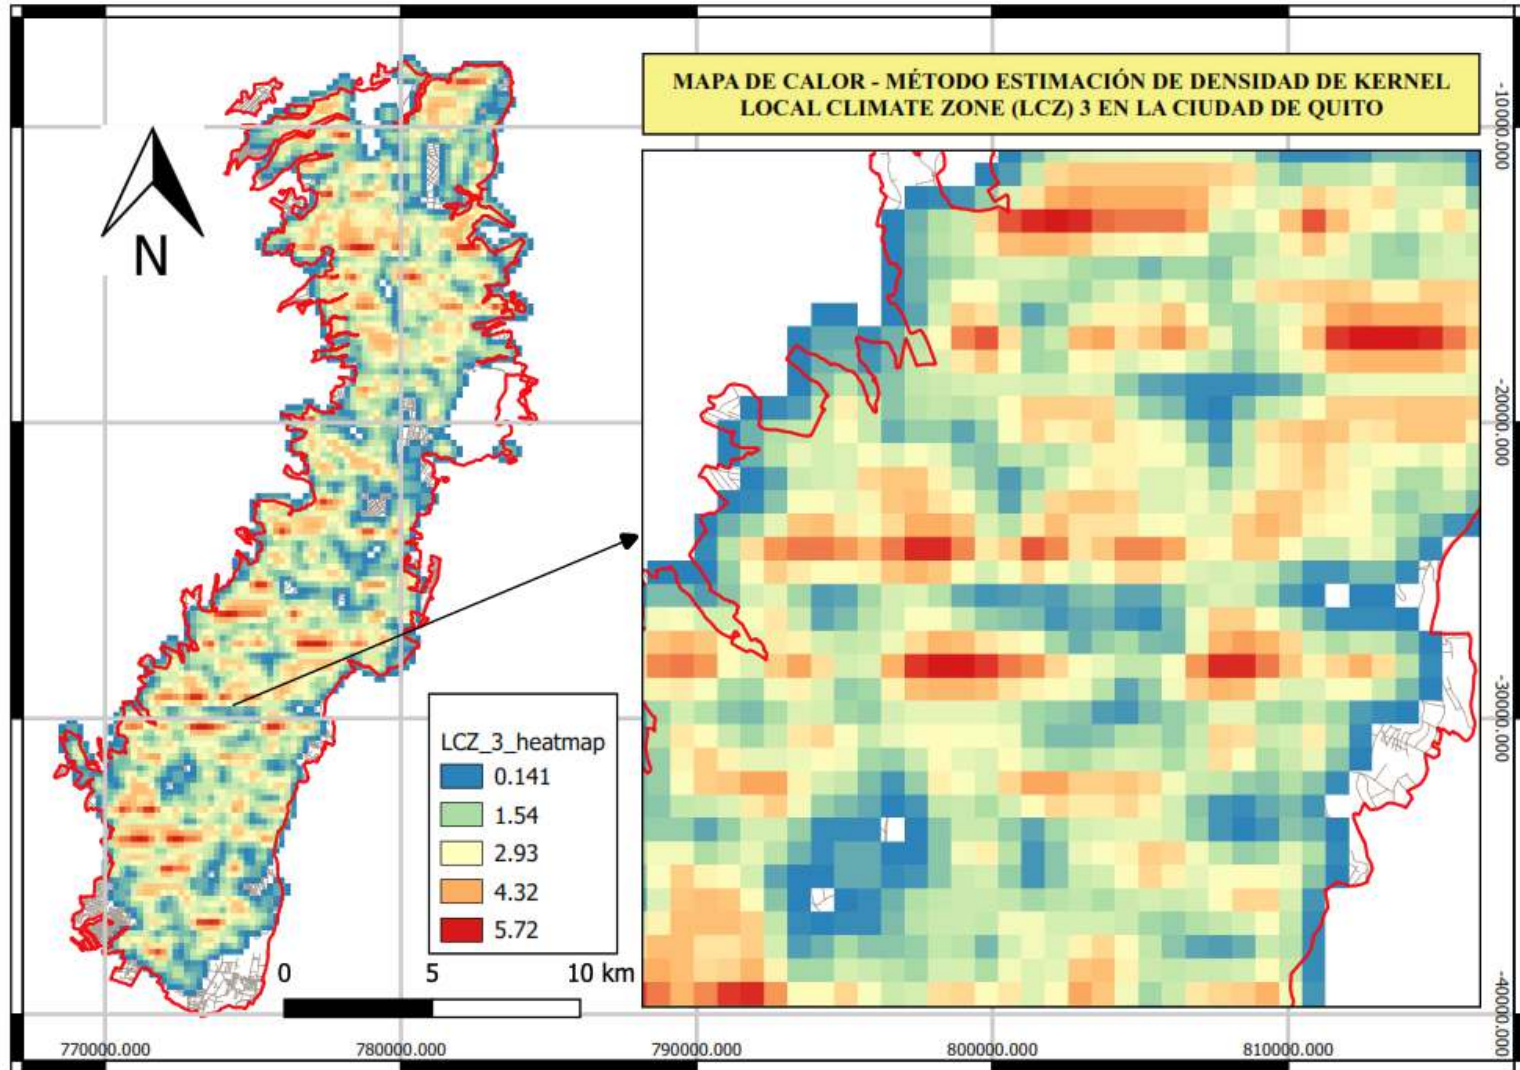 MAPA DE CALOR - MÉTODO ESTIMACIÓN DE DENSIDAD DE KERNEL
LOCAL CLIMATE ZONE (LCZ) 3 EN LA CIUDAD DE QUITO
N
LCZ_3_heatmap
0.141
1.54
2.93
4.32
5.72
0 5 10 km
-10000.000
-20000.000
-30000.000
-40000.000
770000.000 780000.000 790000.000 800000.000 810000.000